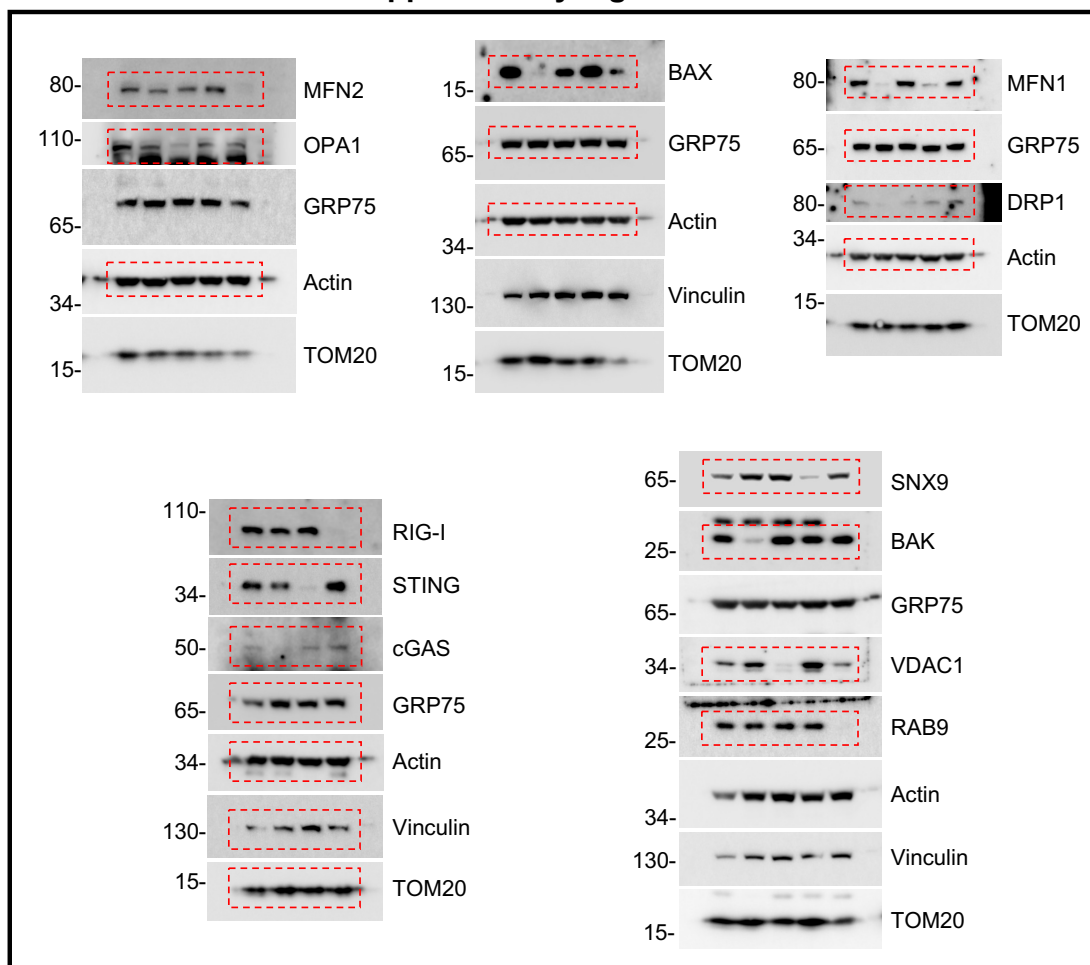 80- MFN2
110- OPA1
GRP75
65-
Actin
34-
TOM20
15-
BAX
15-
GRP75
65-
Actin
34-
Vinculin
130-
TOM20
15-
80- MFN1
65- GRP75
80- DRP1
34-
Actin
15-
TOM20
110-
RIG-I
STING
34-
50- cGAS
GRP75
65-
34- Actin
130- Vinculin
15-
TOM20
65- SNX9
BAK
25-
GRP75
65-
34- VDAC1
RAB9
25-
Actin
34-
130- Vinculin
TOM20
15-